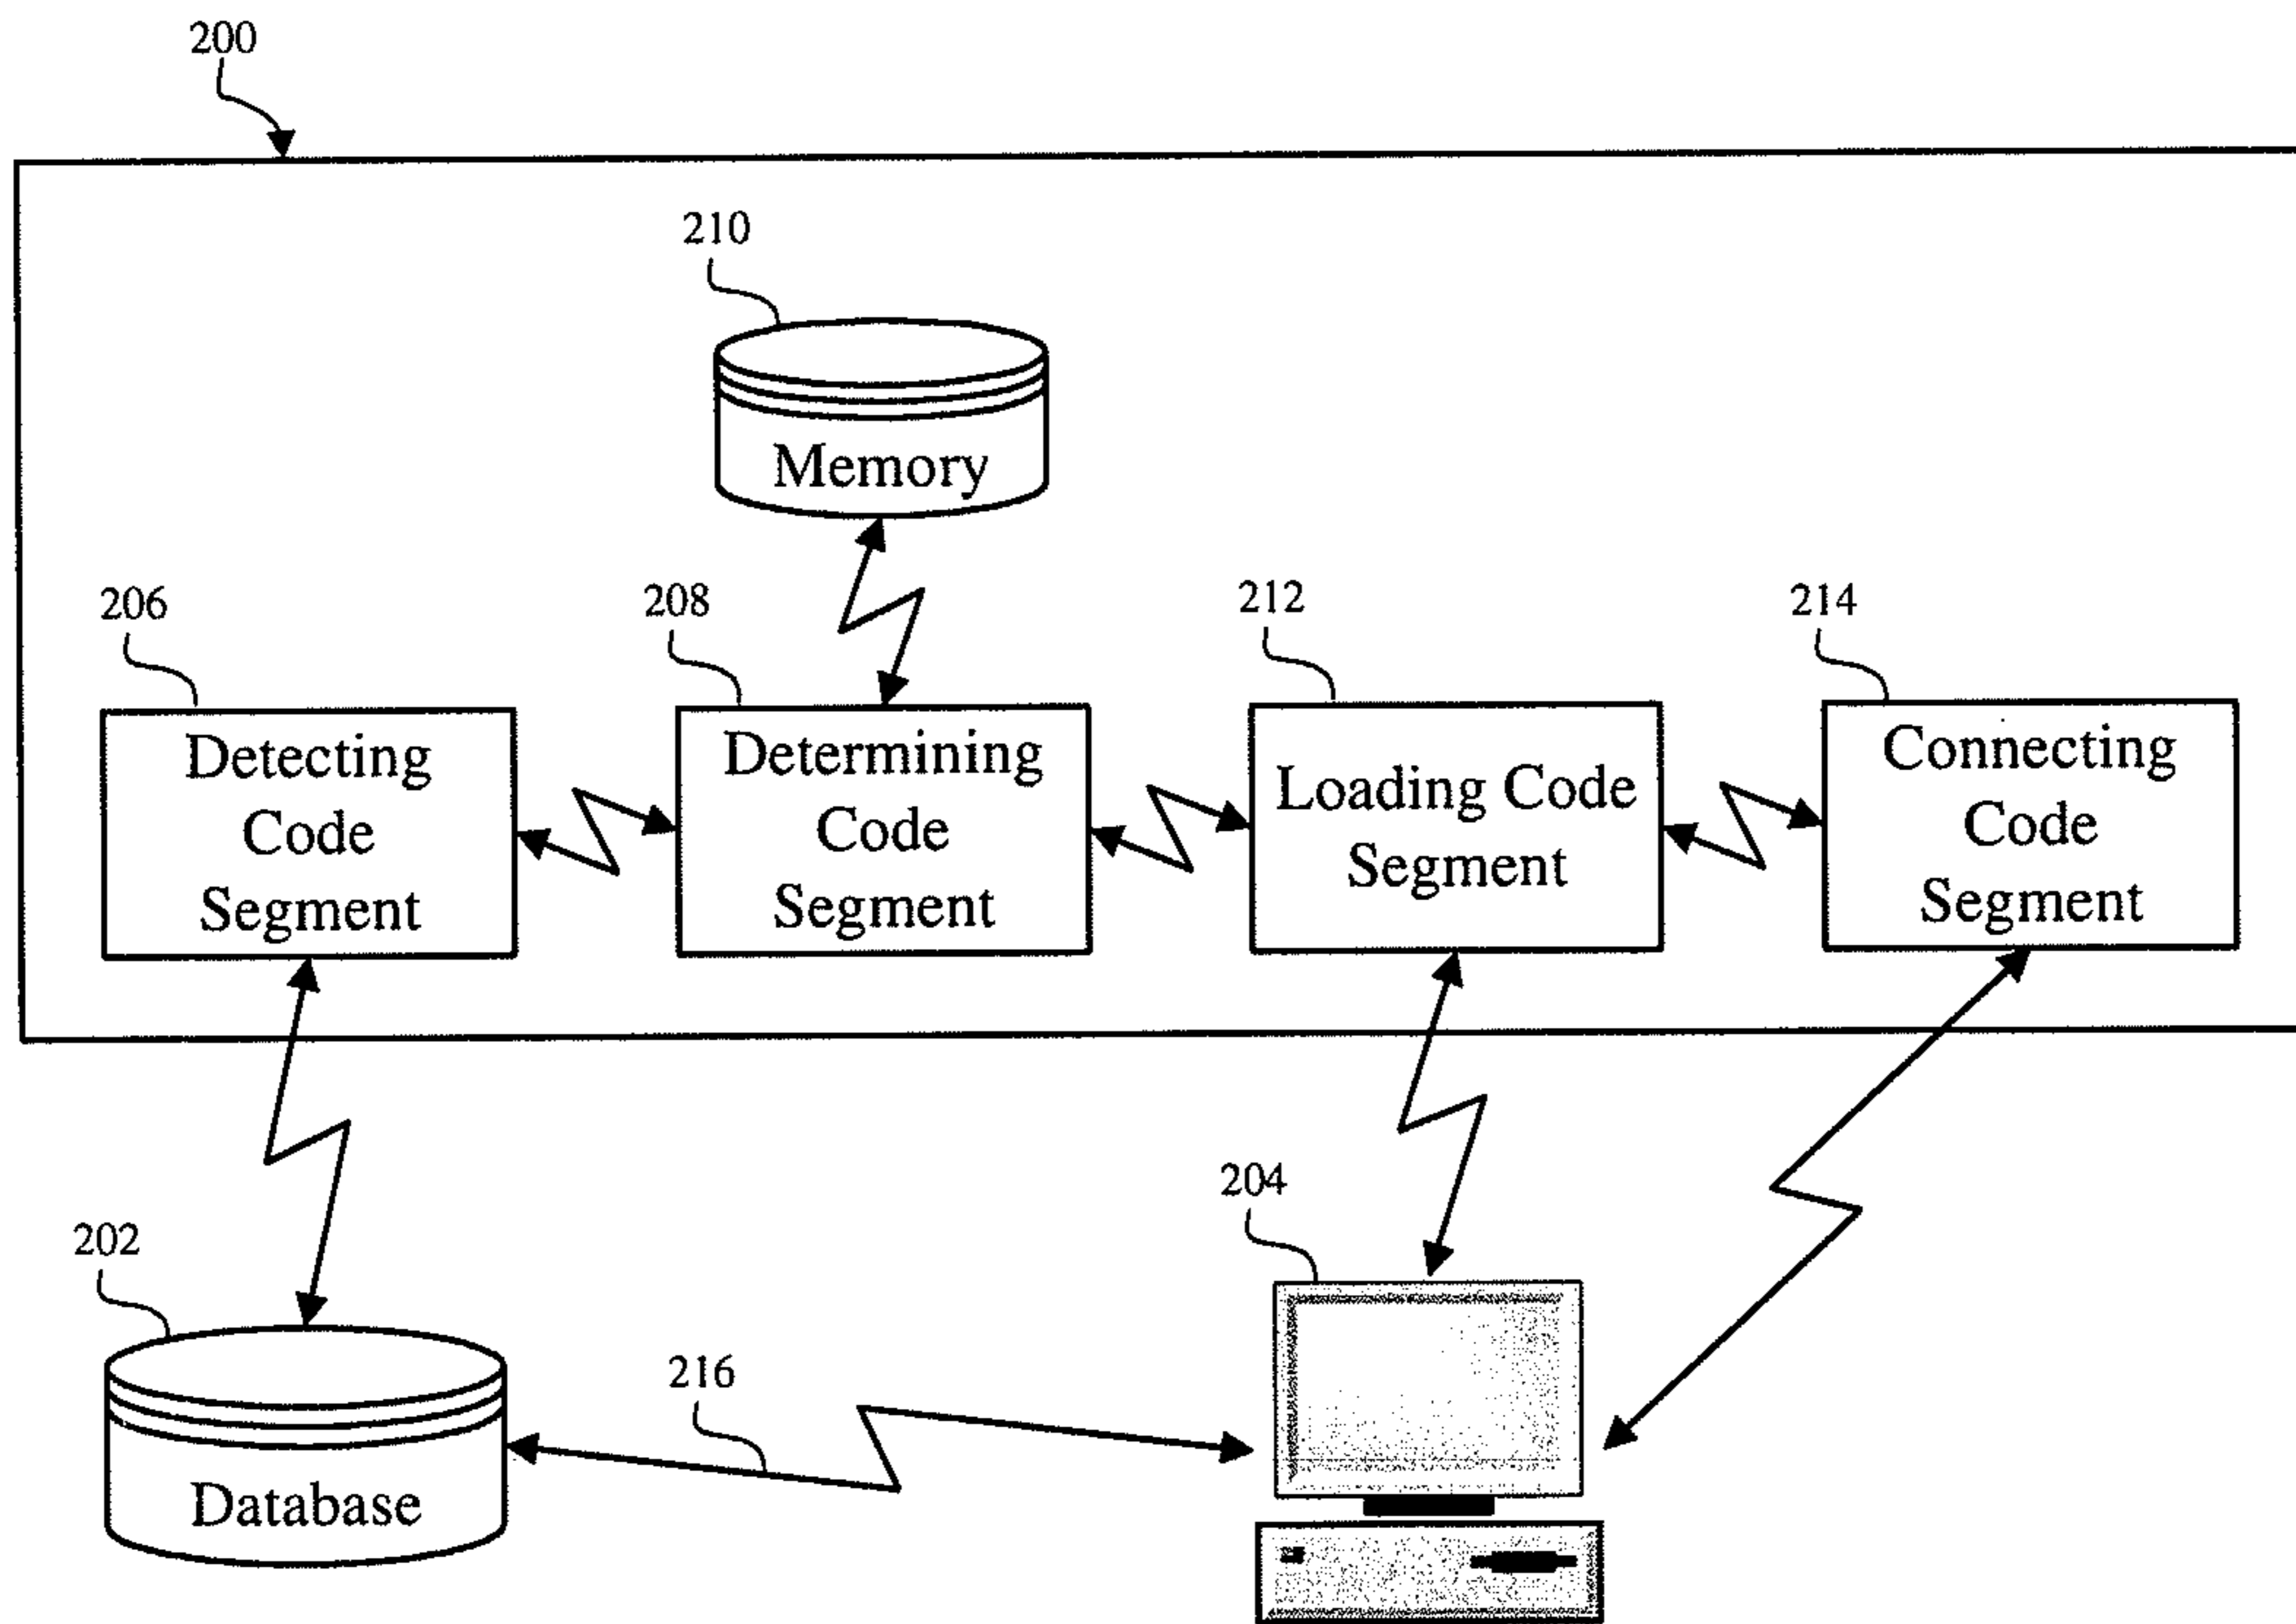 200
210
Memory
206
208
212
214
Detecting
Code
Segment
Determining
Code
Segment
Loading Code
Segment
Connecting
Code
Segment
204
202
216
Database